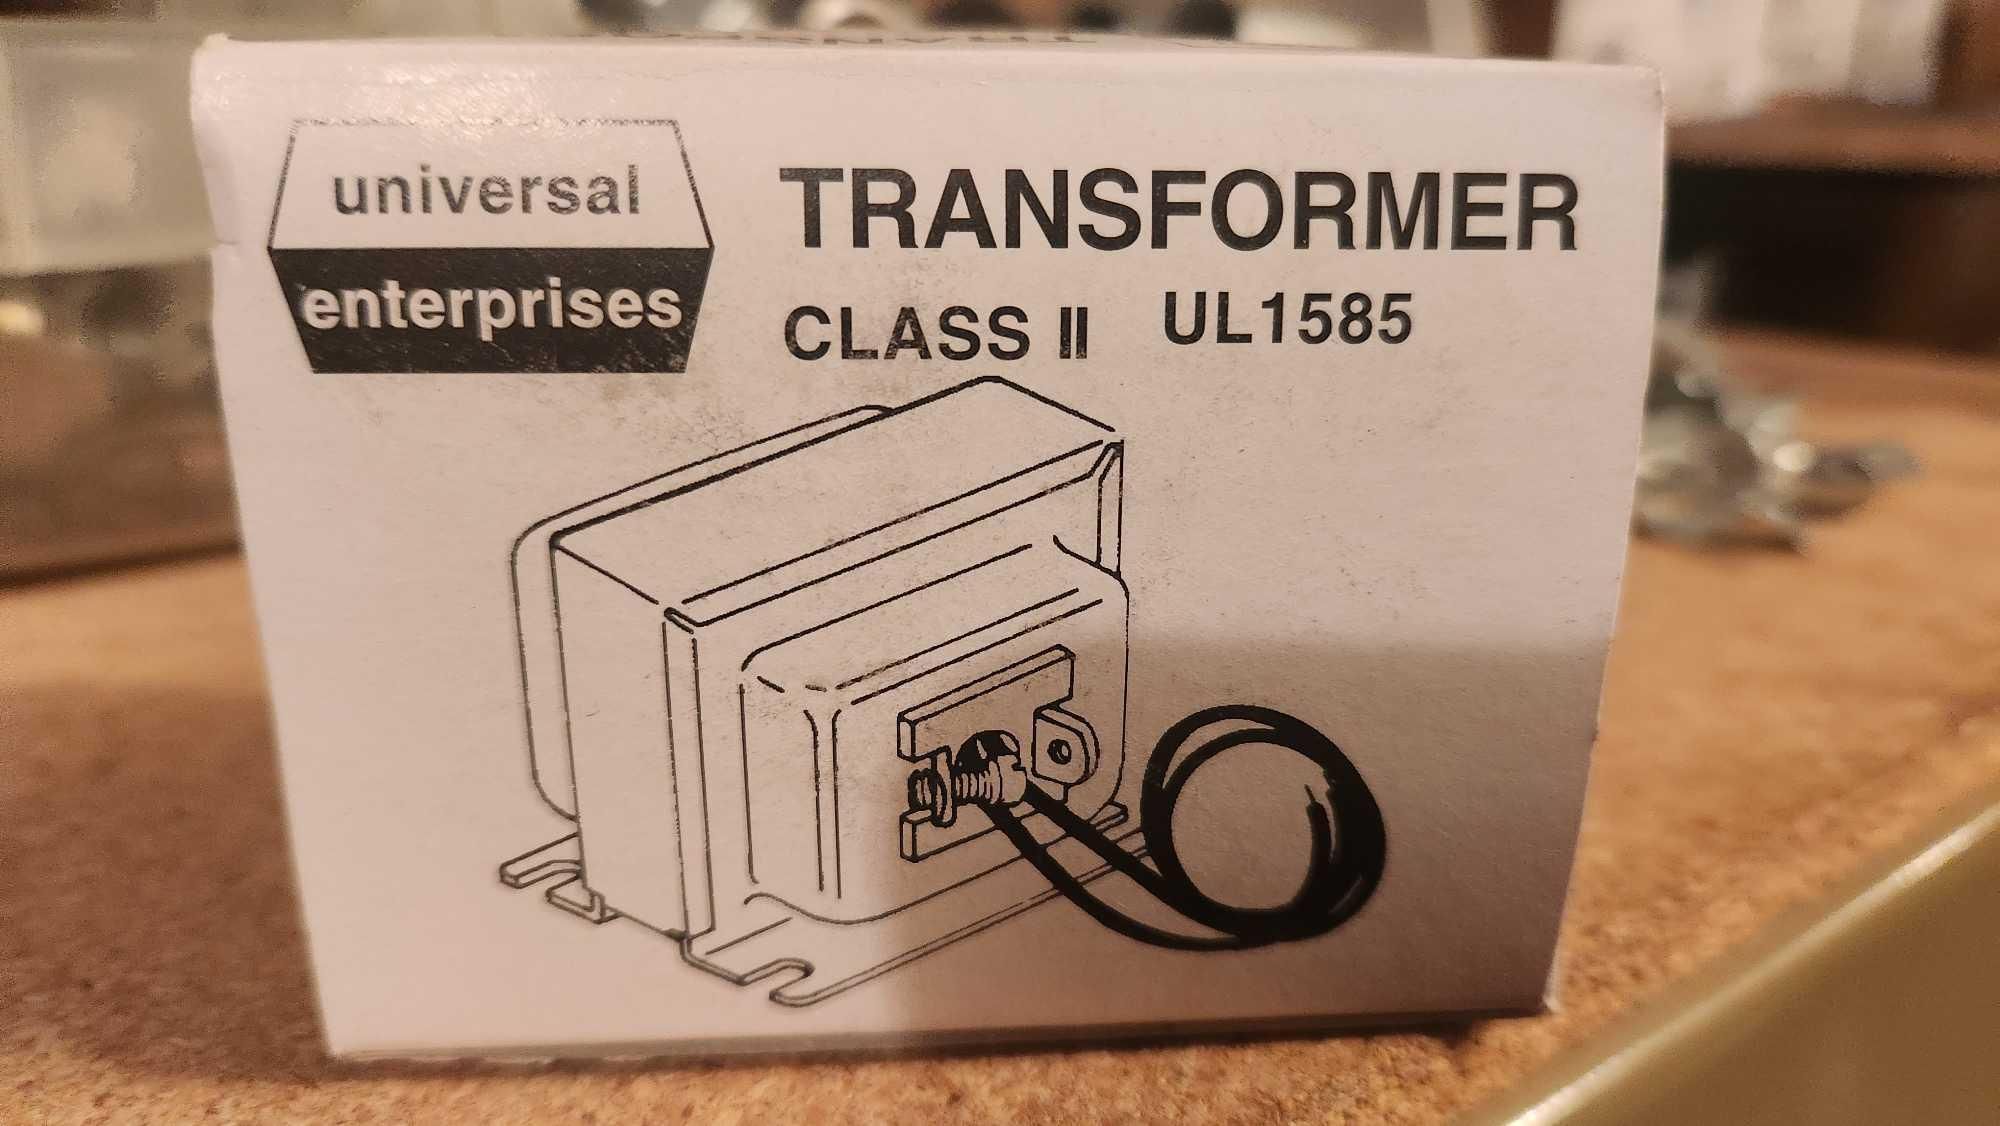 universal
enterprises
TRANSFORMER
CLASS II UL1585